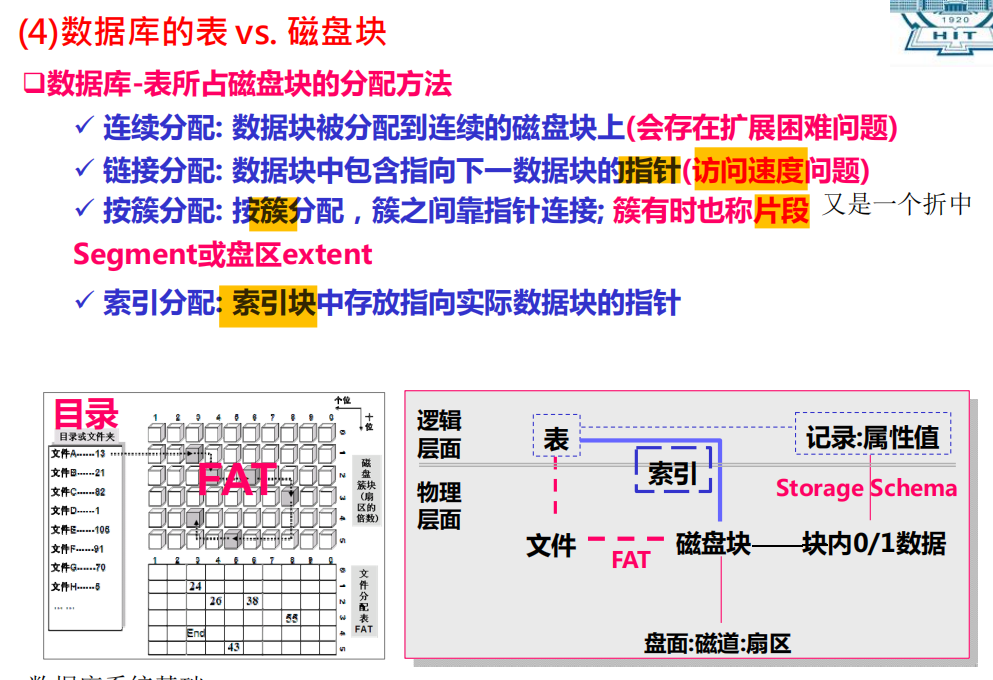 (4)数据库的表 vs. 磁盘块
1920
HIT
❑数据库-表所占磁盘块的分配方法
✓ 连续分配: 数据块被分配到连续的磁盘块上(会存在扩展困难问题)
✓ 链接分配: 数据块中包含指向下一数据块的指针(访问速度问题)
✓ 按簇分配: 按簇分配，簇之间靠指针连接; 簇有时也称片段 又是一个折中
Segment或盘区extent
✓ 索引分配: 索引块中存放指向实际数据块的指针
目录
目录或文件夹
文件A------13
文件B------21
文件C------82
文件D------1
文件E------106
文件F------91
文件G------70
文件H------5
... ...
个位
十位
1 2 3 4 5 6 7 8 9 0
0
1
2
3
4
5
FAT
磁盘簇块(扇区的倍数)
1 2 3 4 5 6 7 8 9 0
0
1
2
3
4
5
24
26 38
55
End
43
文件分配表FAT
逻辑
层面
表
记录:属性值
索引
Storage Schema
物理
层面
文件
FAT
磁盘块
块内0/1数据
盘面:磁道:扇区